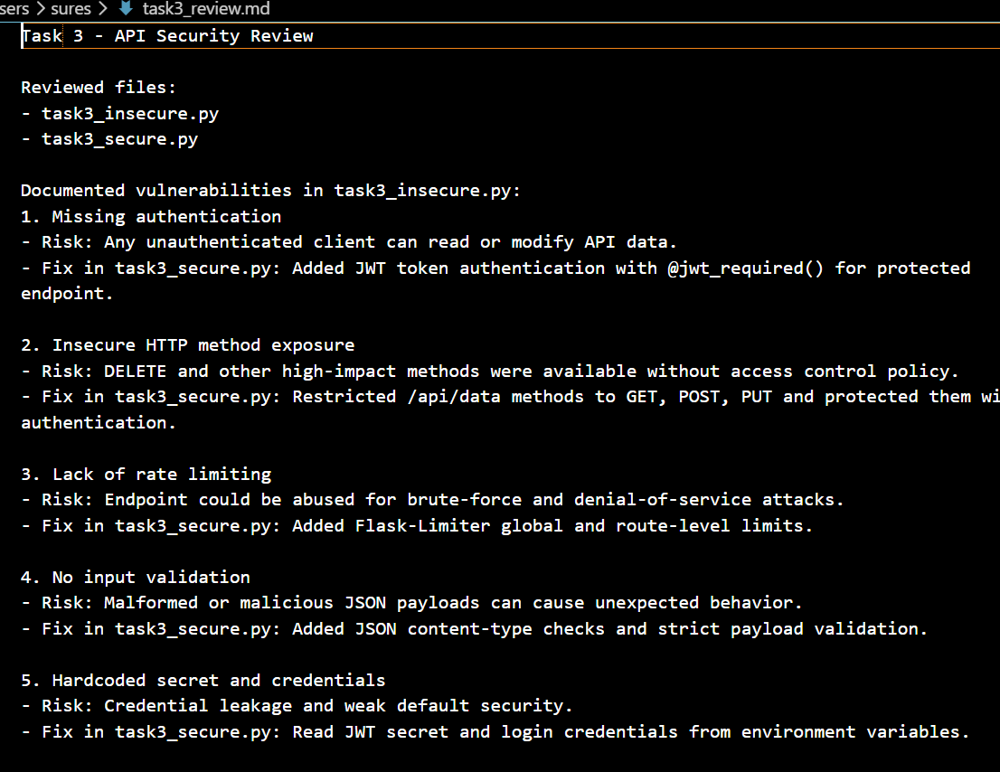 sers > sures > task3_review.md
Task 3 - API Security Review
Reviewed files:
- task3_insecure.py
- task3_secure.py
Documented vulnerabilities in task3_insecure.py:
1. Missing authentication
- Risk: Any unauthenticated client can read or modify API data.
- Fix in task3_secure.py: Added JWT token authentication with @jwt_required() for protected
endpoint.
2. Insecure HTTP method exposure
- Risk: DELETE and other high-impact methods were available without access control policy.
- Fix in task3_secure.py: Restricted /api/data methods to GET, POST, PUT and protected them wi
authentication.
3. Lack of rate limiting
- Risk: Endpoint could be abused for brute-force and denial-of-service attacks.
- Fix in task3_secure.py: Added Flask-Limiter global and route-level limits.
4. No input validation
- Risk: Malformed or malicious JSON payloads can cause unexpected behavior.
- Fix in task3_secure.py: Added JSON content-type checks and strict payload validation.
5. Hardcoded secret and credentials
- Risk: Credential leakage and weak default security.
- Fix in task3_secure.py: Read JWT secret and login credentials from environment variables.